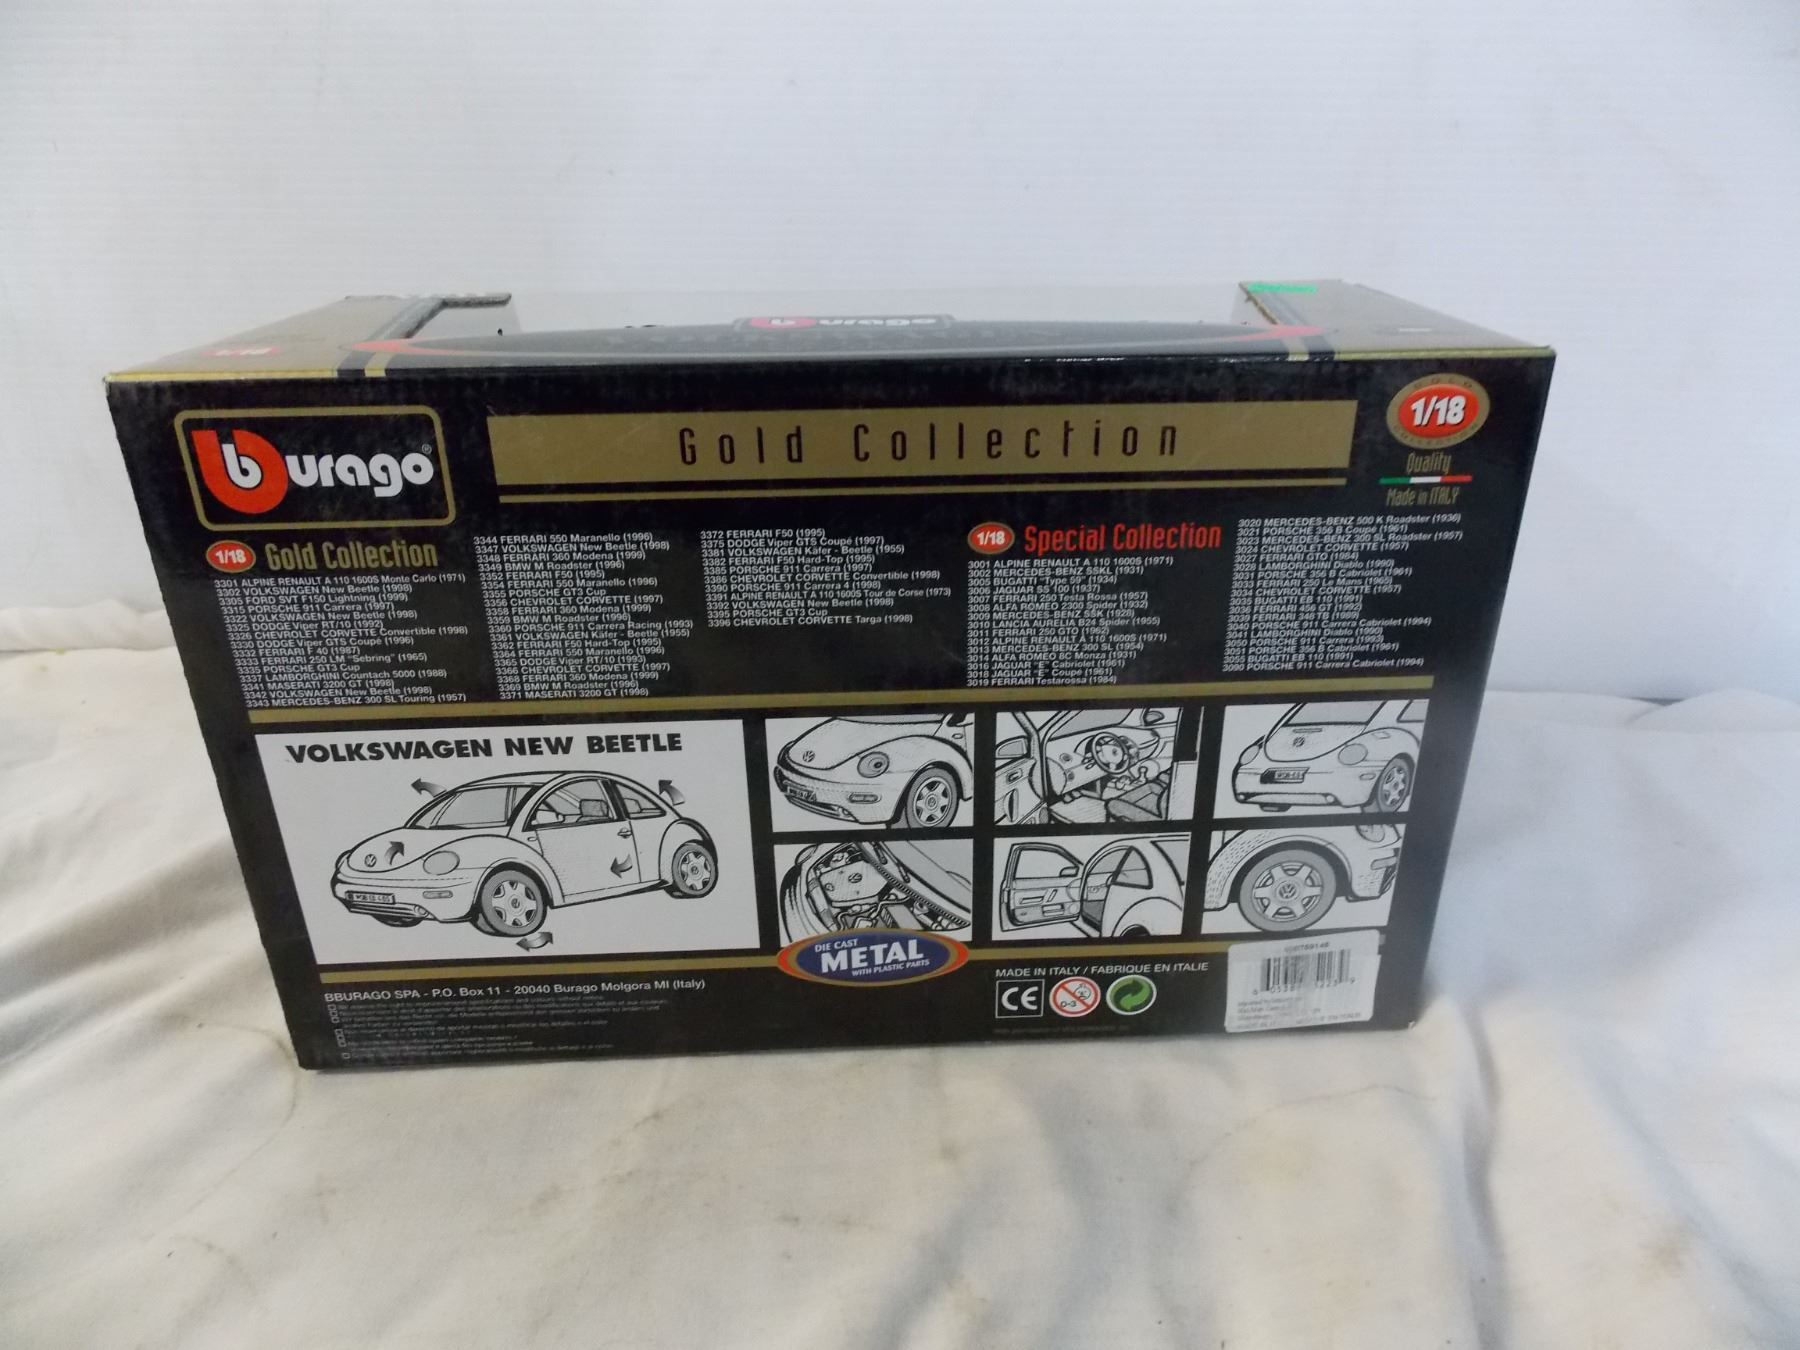 burago
1/18
burago®
Gold Collection
GOLD
1/18
COLLECTION
Quality
Made in ITALY
1/18 Gold Collection
3301 ALPINE RENAULT A 110 1600S Monte Carlo (1971)
3302 VOLKSWAGEN New Beetle (1998)
3305 FORD SVT F150 Lightning (1999)
3315 PORSCHE 911 Carrera (1997)
3322 VOLKSWAGEN New Beetle (1998)
3325 DODGE Viper RT/10 (1992)
3326 CHEVROLET CORVETTE Convertible (1998)
3330 DODGE Viper GTS Coupé (1996)
3332 FERRARI F 40 (1987)
3333 FERRARI 250 LM "Sebring" (1965)
3335 PORSCHE GT3 Cup
3337 LAMBORGHINI Countach 5000 (1988)
3341 MASERATI 3200 GT (1998)
3342 VOLKSWAGEN New Beetle (1998)
3343 MERCEDES-BENZ 300 SL Touring (1957)
3344 FERRARI 550 Maranello (1996)
3347 VOLKSWAGEN New Beetle (1998)
3348 FERRARI 360 Modena (1999)
3349 BMW M Roadster (1996)
3352 FERRARI F50 (1995)
3354 FERRARI 550 Maranello (1996)
3355 PORSCHE GT3 Cup
3356 CHEVROLET CORVETTE (1997)
3358 FERRARI 360 Modena (1999)
3359 BMW M Roadster (1996)
3360 PORSCHE 911 Carrera Racing (1993)
3361 VOLKSWAGEN Käfer - Beetle (1955)
3362 FERRARI F50 Hard-Top (1995)
3364 FERRARI 550 Maranello (1996)
3365 DODGE Viper RT/10 (1993)
3366 CHEVROLET CORVETTE (1997)
3368 FERRARI 360 Modena (1999)
3369 BMW M Roadster (1996)
3371 MASERATI 3200 GT (1998)
3372 FERRARI F50 (1995)
3375 DODGE Viper GTS Coupé (1997)
3381 VOLKSWAGEN Käfer - Beetle (1955)
3382 FERRARI F50 Hard-Top (1995)
3385 PORSCHE 911 Carrera (1997)
3386 CHEVROLET CORVETTE Convertible (1998)
3390 PORSCHE 911 Carrera 4 (1998)
3391 ALPINE RENAULT A 110 1600S Tour de Corse (1973)
3392 VOLKSWAGEN New Beetle (1998)
3395 PORSCHE GT3 Cup
3396 CHEVROLET CORVETTE Targa (1998)
1/18 Special Collection
3001 ALPINE RENAULT A 110 1600S (1971)
3002 MERCEDES-BENZ SSKL (1931)
3005 BUGATTI "Type 59" (1934)
3006 JAGUAR SS 100 (1937)
3007 FERRARI 250 Testa Rossa (1957)
3008 ALFA ROMEO 2300 Spider (1932)
3009 MERCEDES-BENZ SSK (1928)
3010 LANCIA AURELIA B24 Spider (1955)
3011 FERRARI 250 GTO (1962)
3012 ALPINE RENAULT A 110 1600S (1971)
3013 MERCEDES-BENZ 300 SL (1954)
3014 ALFA ROMEO 8C Monza (1931)
3016 JAGUAR "E" Cabriolet (1961)
3018 JAGUAR "E" Coupé (1961)
3019 FERRARI Testarossa (1984)
3020 MERCEDES-BENZ 500 K Roadster (1936)
3021 PORSCHE 356 B Coupé (1961)
3023 MERCEDES-BENZ 300 SL Roadster (1957)
3024 CHEVROLET CORVETTE (1957)
3027 FERRARI GTO (1984)
3028 LAMBORGHINI Diablo (1990)
3031 PORSCHE 356 B Cabriolet (1961)
3033 FERRARI 250 Le Mans (1965)
3034 CHEVROLET CORVETTE (1957)
3035 BUGATTI EB 110 (1991)
3036 FERRARI 456 GT (1992)
3039 FERRARI 348 TB (1989)
3040 PORSCHE 911 Carrera Cabriolet (1994)
3041 LAMBORGHINI Diablo (1990)
3050 PORSCHE 911 Carrera (1993)
3051 PORSCHE 356 B Cabriolet (1961)
3055 BUGATTI EB 110 (1991)
3090 PORSCHE 911 Carrera Cabriolet (1994)
VOLKSWAGEN NEW BEETLE
DIE CAST
METAL
WITH PLASTIC PARTS
BBURAGO SPA - P.O. Box 11 - 20040 Burago Molgora MI (Italy)
MADE IN ITALY / FABRIQUE EN ITALIE
CE
0-3